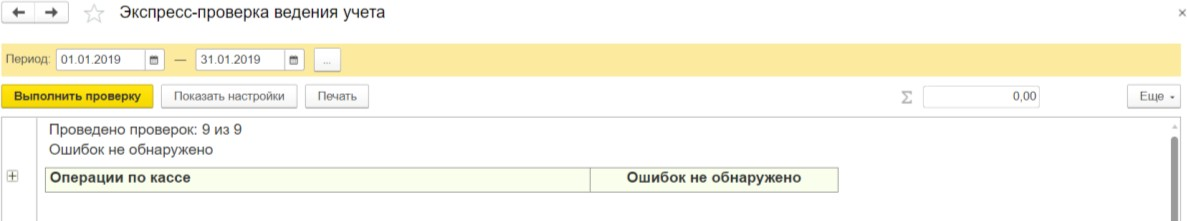 Экспресс-проверка ведения учета
Период: 01.01.2019 — 31.01.2019 ...
Выполнить проверку Показать настройки Печать Σ 0,00 Еще
Проведено проверок: 9 из 9
Ошибок не обнаружено
Операции по кассе Ошибок не обнаружено